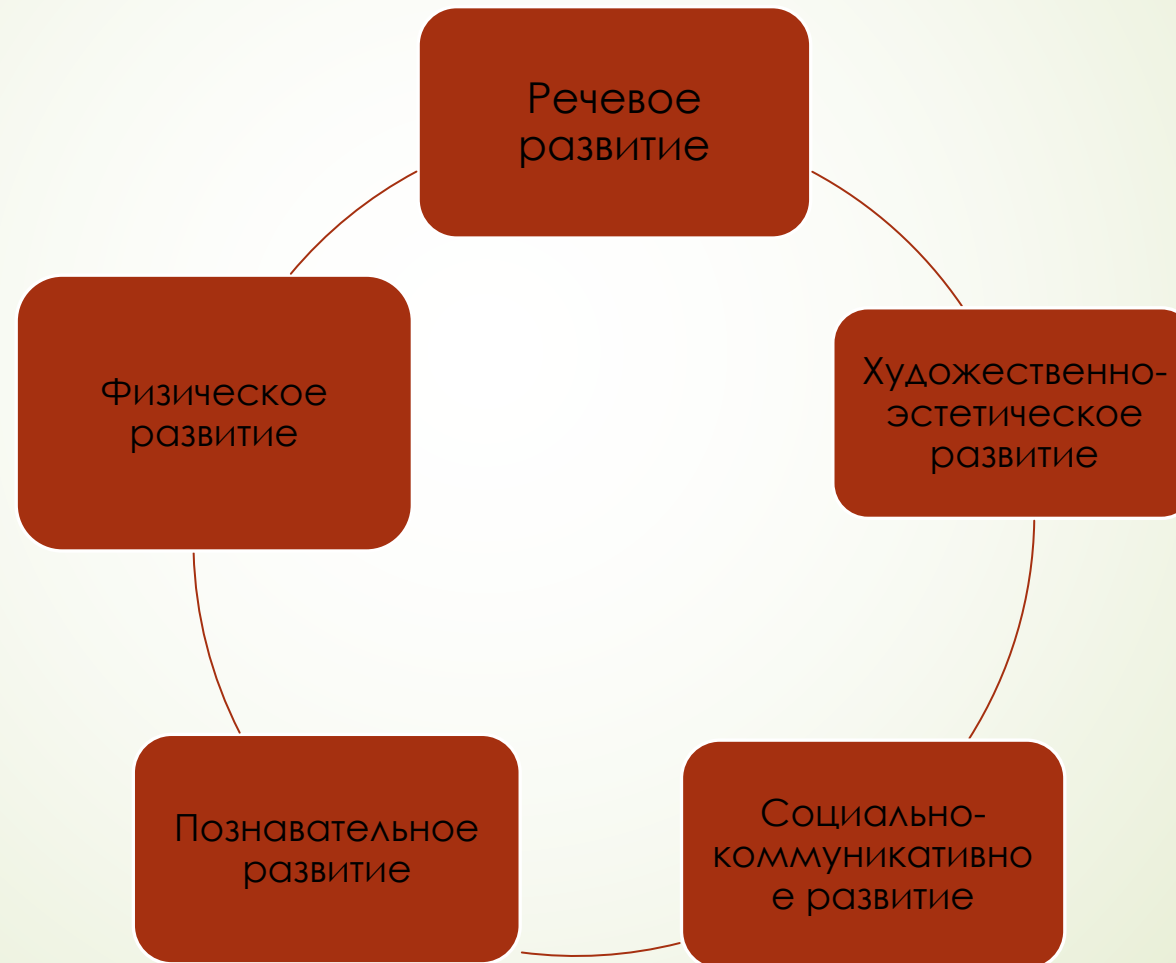 Речевое
развитие
Художественно-
эстетическое
развитие
Социально-
коммуникативно
е развитие
Познавательное
развитие
Физическое
развитие